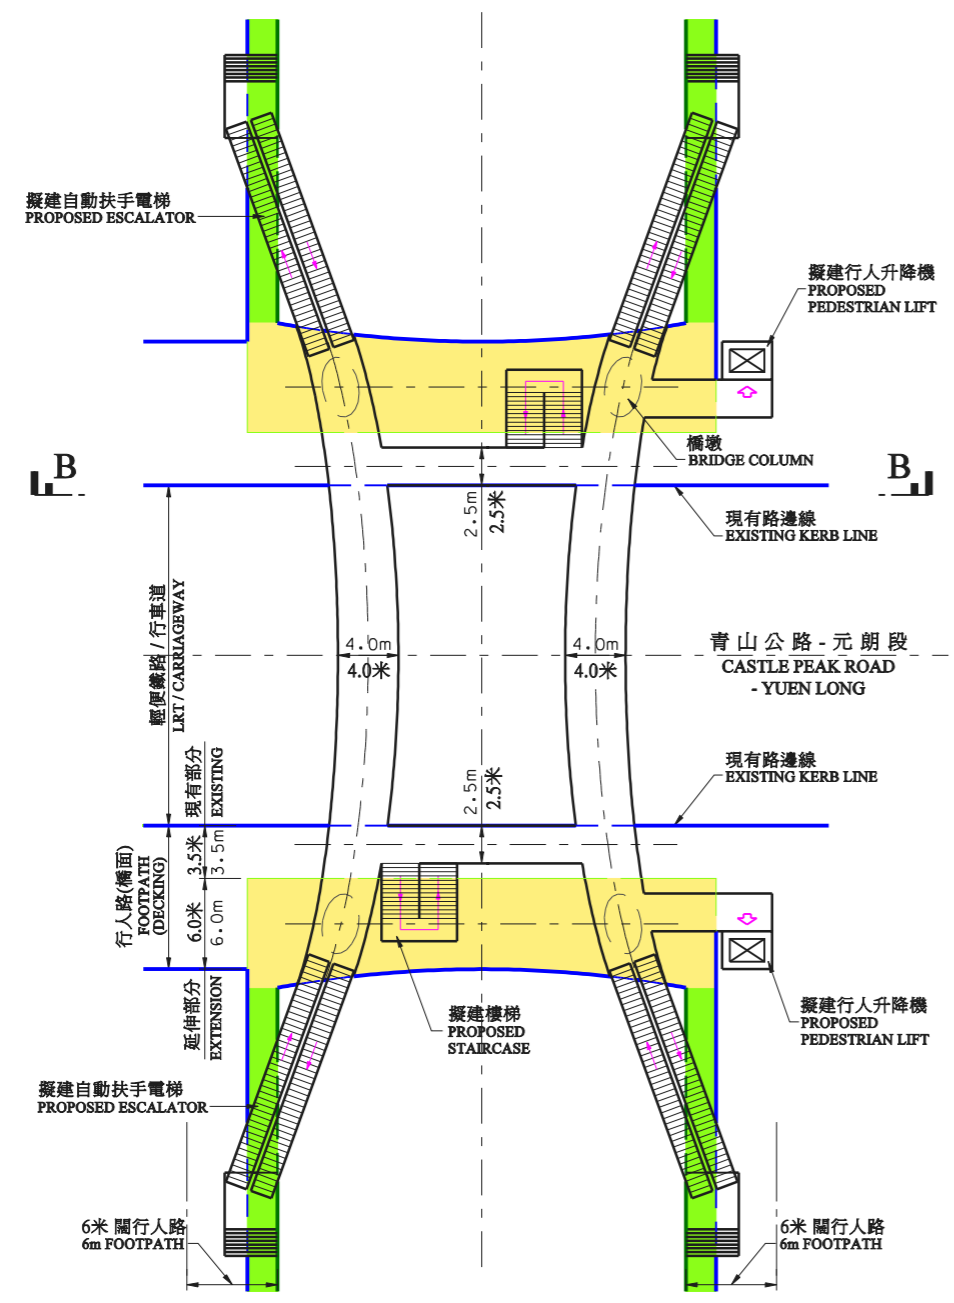 擬建自動扶手電梯
PROPOSED ESCALATOR
擬建行人升降機
PROPOSED
PEDESTRIAN LIFT
橋墩
BRIDGE COLUMN
B
B
2.5m
2.5米
現有路邊線
EXISTING KERB LINE
輕便鐵路 / 行車道
LRT / CARRIAGEWAY
4.0m
4.0米
4.0m
4.0米
青山公路-元朗段
CASTLE PEAK ROAD
- YUEN LONG
現有部分
EXISTING
2.5m
2.5米
現有路邊線
EXISTING KERB LINE
行人路(橋面)
FOOTPATH
(DECKING)
3.5米
3.5m
6.0米
6.0m
延伸部分
EXTENSION
擬建樓梯
PROPOSED
STAIRCASE
擬建行人升降機
PROPOSED
PEDESTRIAN LIFT
擬建自動扶手電梯
PROPOSED ESCALATOR
6米 闊行人路
6m FOOTPATH
6米 闊行人路
6m FOOTPATH